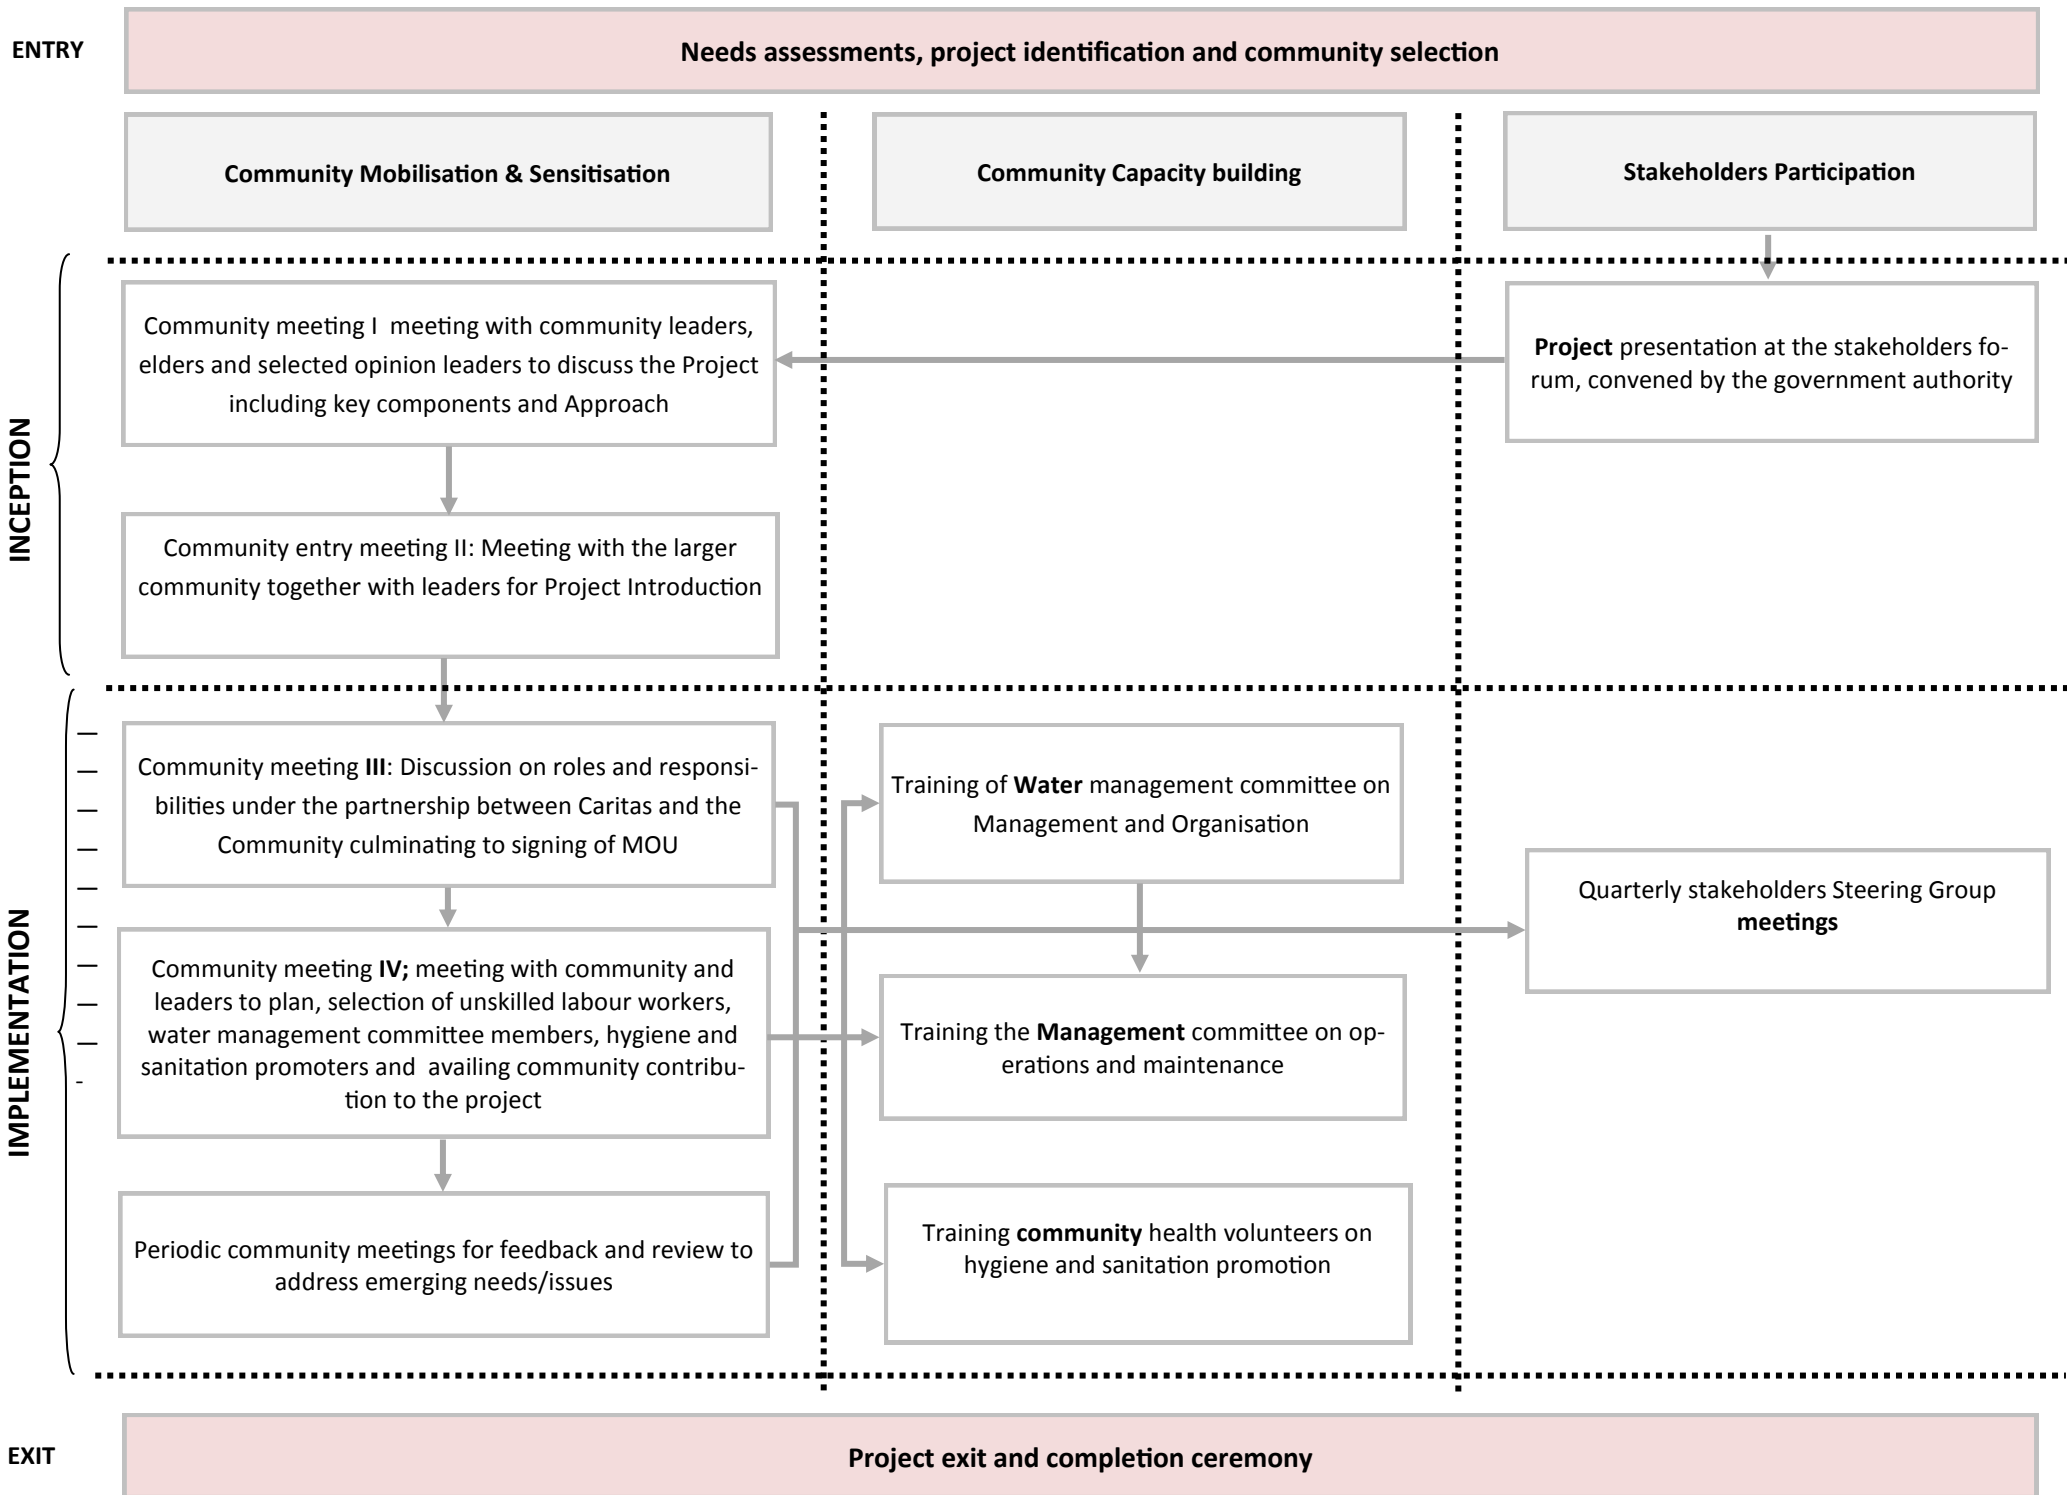 ENTRY
Needs assessments, project identification and community selection
Community Mobilisation & Sensitisation
Community Capacity building
Stakeholders Participation
INCEPTION
Community meeting I  meeting with community leaders,
elders and selected opinion leaders to discuss the Project
including key components and Approach
Project presentation at the stakeholders fo-
rum, convened by the government authority
Community entry meeting II: Meeting with the larger
community together with leaders for Project Introduction
IMPLEMENTATION
Community meeting III: Discussion on roles and responsi-
bilities under the partnership between Caritas and the
Community culminating to signing of MOU
Training of Water management committee on
Management and Organisation
Quarterly stakeholders Steering Group
meetings
Community meeting IV; meeting with community and
leaders to plan, selection of unskilled labour workers,
water management committee members, hygiene and
sanitation promoters and  availing community contribu-
tion to the project
Training the Management committee on op-
erations and maintenance
Periodic community meetings for feedback and review to
address emerging needs/issues
Training community health volunteers on
hygiene and sanitation promotion
EXIT
Project exit and completion ceremony